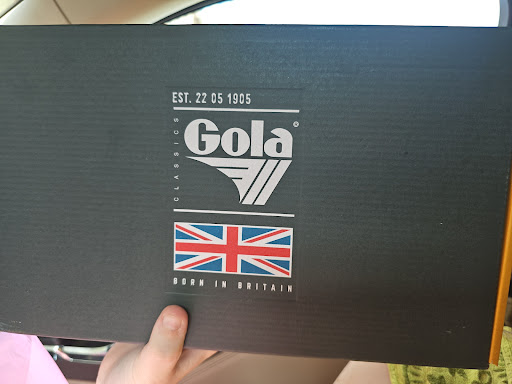 EST. 22 05 1905
CLASSICS
Gola
BORN IN BRITAIN